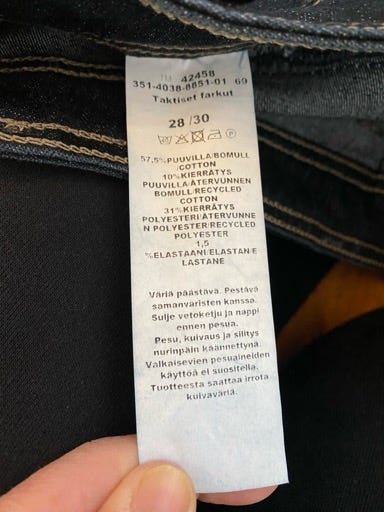 TM 42458
351-4038-8851-01 69
Taktiset farkut
28 /30
57,5%PUUVILLA/BOMULL
/COTTON
10%KIERRÄTYS
PUUVILLA/ÅTERVUNNEN
BOMULL/RECYCLED
COTTON
31%KIERRÄTYS
POLYESTERI/ÅTERVUNNE
N POLYESTER/RECYCLED
POLYESTER
1,5
%ELASTAANI/ELASTAN/E
LASTANE
Väriä päästävä. Pestävä
samanväristen kanssa.
Sulje vetoketju ja nappi
ennen pesua.
Pesu, kuivaus ja silitys
nurinpäin käännettynä.
Valkaisevien pesuaineiden
käyttöä ei suositella.
Tuotteesta saattaa irrota
kuivaväriä.